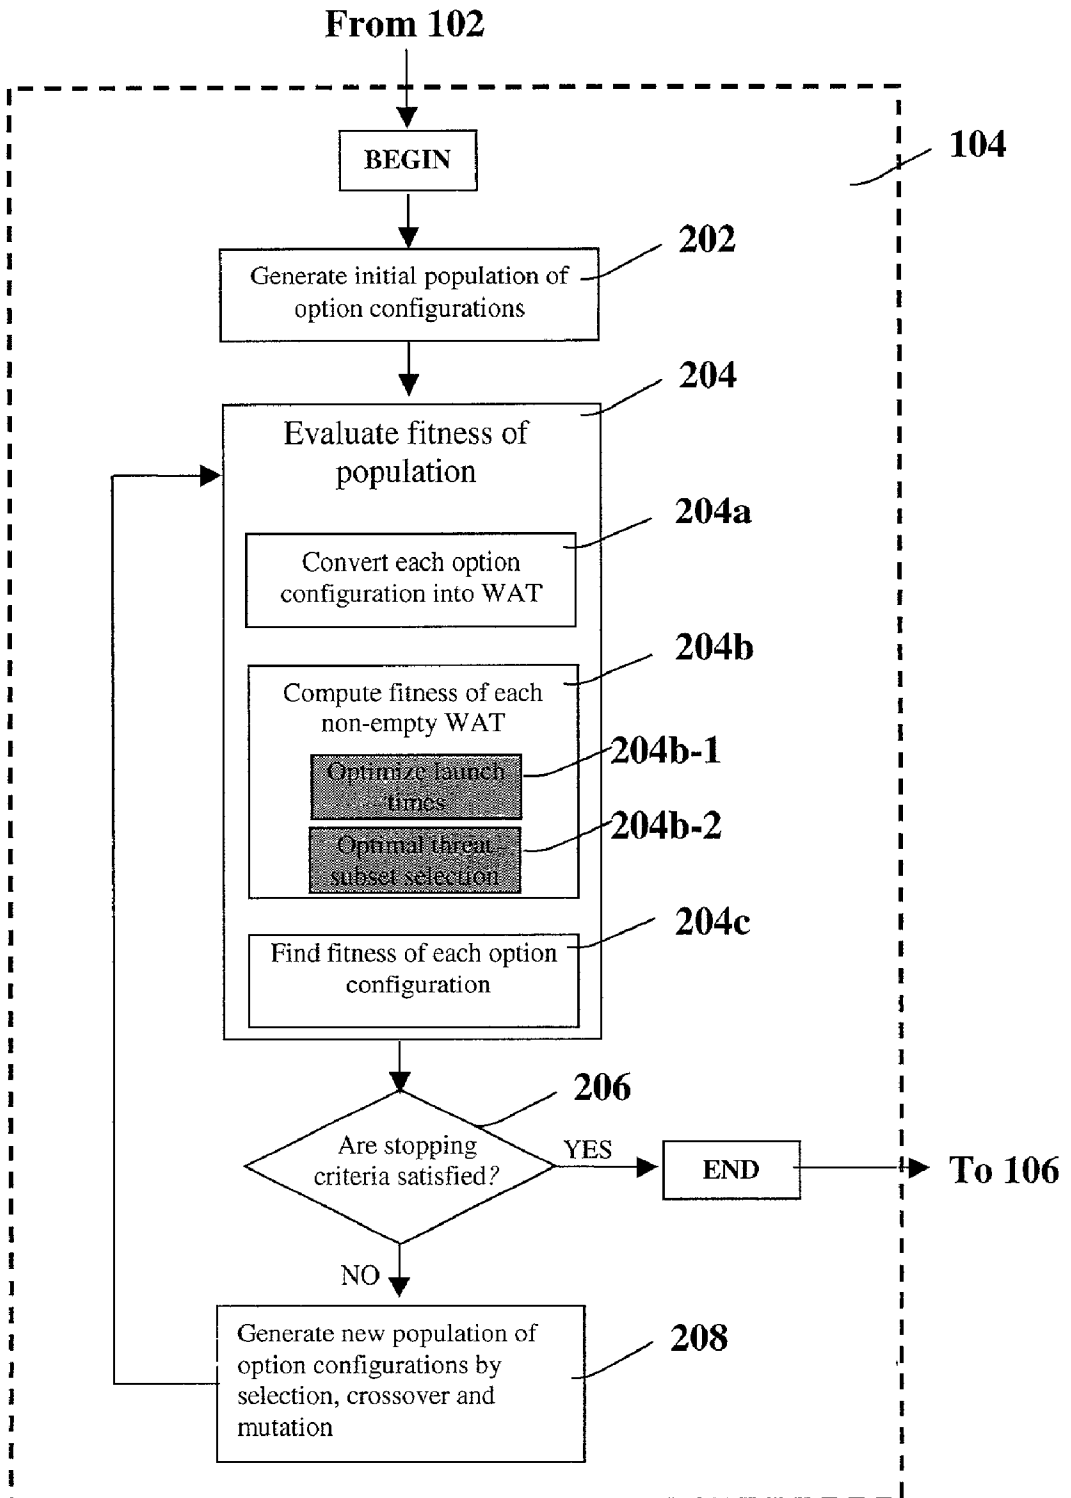 From 102
BEGIN
104
202
Generate initial population of
option configurations
204
Evaluate fitness of
population
204a
Convert each option
configuration into WAT
204b
Compute fitness of each
non-empty WAT
204b-1
Optimize launch
times
204b-2
Optimal threat-
subset selection
204c
Find fitness of each option
configuration
206
Are stopping
criteria satisfied?
YES
END
To 106
NO
208
Generate new population of
option configurations by
selection, crossover and
mutation